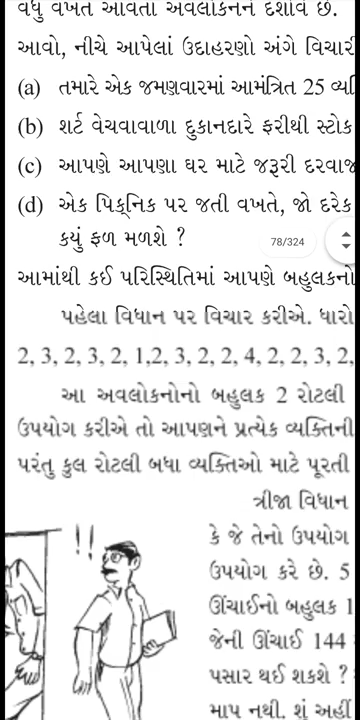 વધુ વખત આવતા અવલોકનને દર્શાવે છે.
આવો, નીચે આપેલાં ઉદાહરણો અંગે વિચારી
(a) તમારે એક જમણવારમાં આમંત્રિત 25 વ્ય
(b) શર્ટ વેચવાવાળા દુકાનદારે ફરીથી સ્ટોક
(c) આપણે આપણા ઘર માટે જરૂરી દરવાજ
(d) એક પિક્નિક પર જતી વખતે, જો દરેક
કયું ફળ મળશે ?
78/324
આમાંથી કઈ પરિસ્થિતિમાં આપણે બહુલકનો
પહેલા વિધાન પર વિચાર કરીએ. ધારો
2, 3, 2, 3, 2, 1,2, 3, 2, 2, 4, 2, 2, 3, 2,
આ અવલોકનોનો બહુલક 2 રોટલી
ઉપયોગ કરીએ તો આપણને પ્રત્યેક વ્યક્તિની
પરંતુ કુલ રોટલી બધા વ્યક્તિઓ માટે પૂરતી
ત્રીજા વિધાન
!!
કે જે તેનો ઉપયોગ
ઉપયોગ કરે છે. 5
ઊંચાઈનો બહુલક 1
જેની ઊંચાઈ 144
પસાર થઈ શકશે ?
માપ નથી. શું અહીં